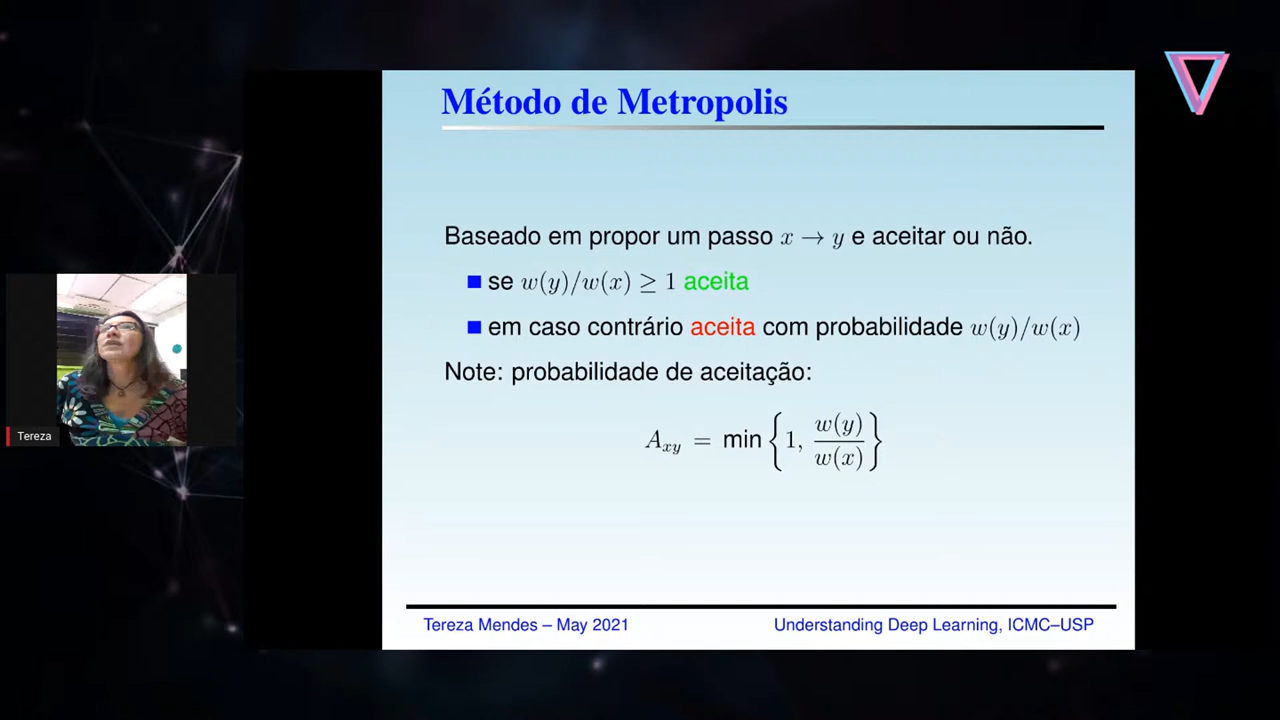 Método de Metropolis
Baseado em propor um passo x → y e aceitar ou não.
■ se w(y)/w(x) ≥ 1 aceita
■ em caso contrário aceita com probabilidade w(y)/w(x)
Note: probabilidade de aceitação:
A_xy = min { 1, w(y)/w(x) }
Tereza
Tereza Mendes – May 2021
Understanding Deep Learning, ICMC–USP